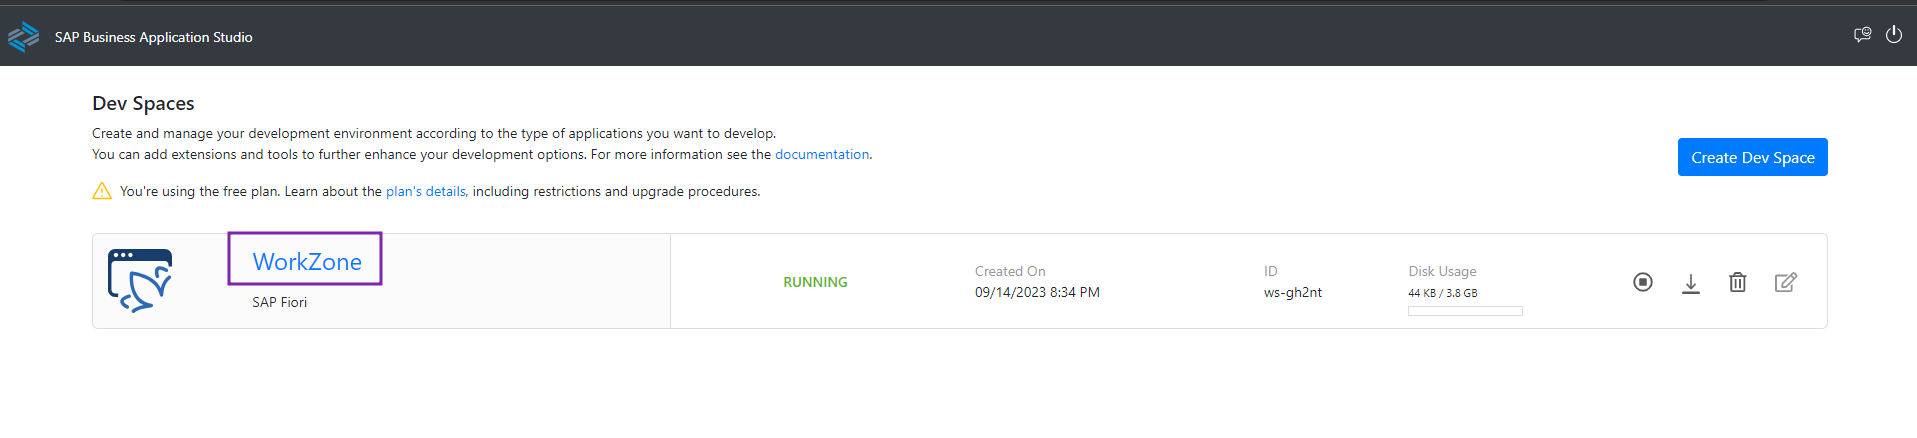 SAP Business Application Studio
Dev Spaces
Create and manage your development environment according to the type of applications you want to develop.
You can add extensions and tools to further enhance your development options. For more information see the documentation.
Create Dev Space
You're using the free plan. Learn about the plan's details, including restrictions and upgrade procedures.
WorkZone
SAP Fiori
RUNNING
Created On
09/14/2023 8:34 PM
ID
ws-gh2nt
Disk Usage
44 KB / 3.8 GB